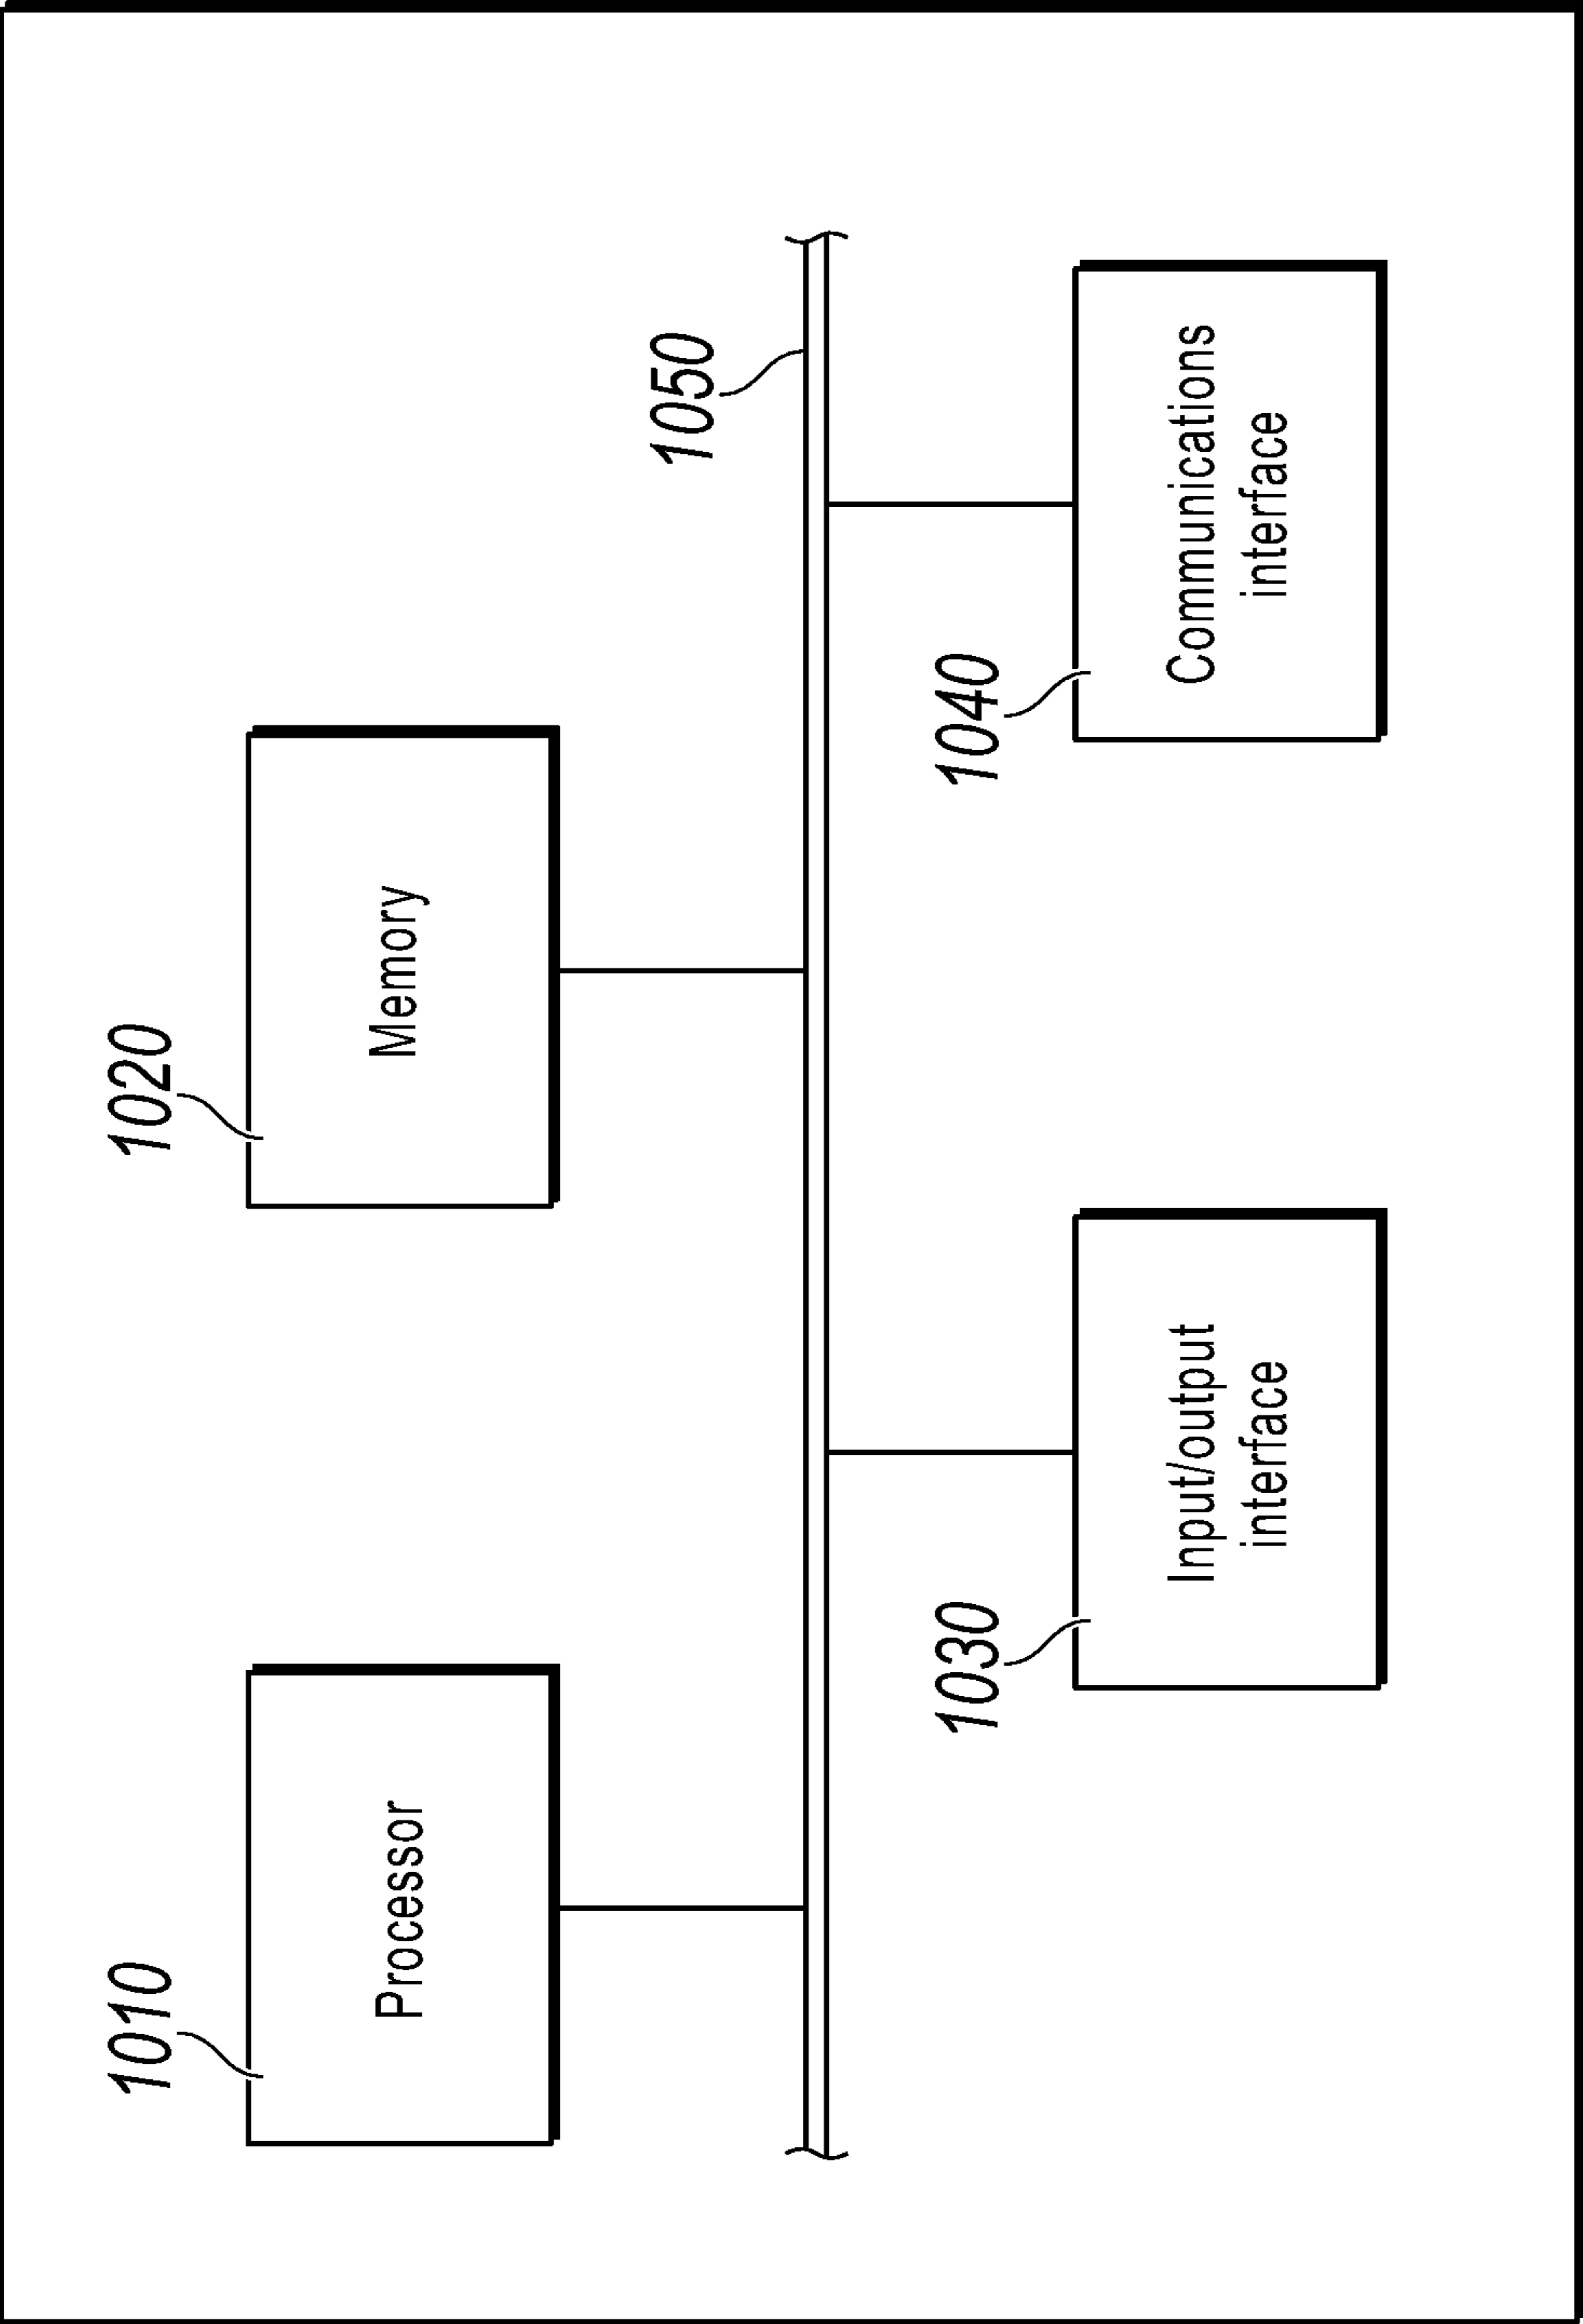 1010
Processor
1020
Memory
1050
1030
Input/output
interface
1040
Communications
interface